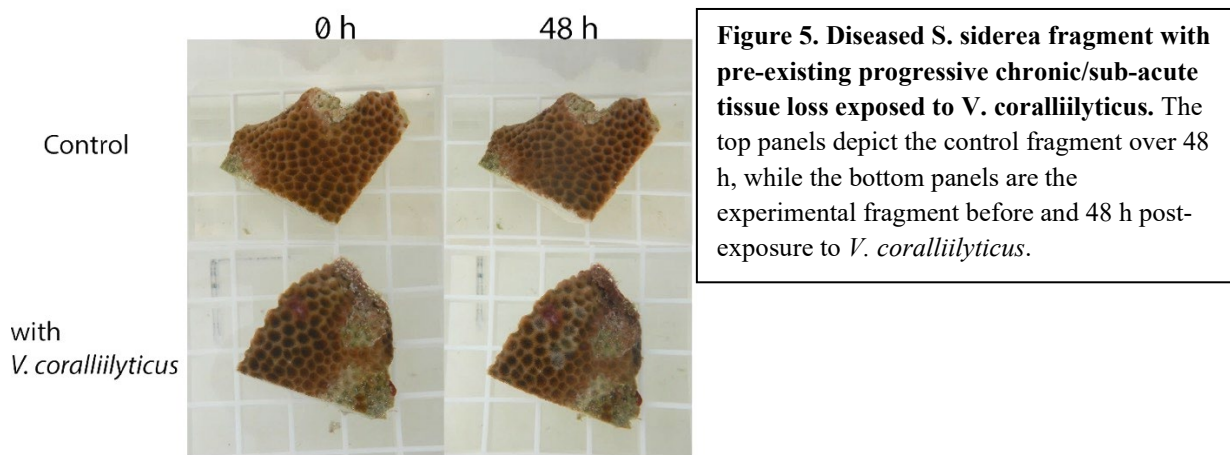 0 h 48 h
Control
with
V. coralliilyticus
Figure 5. Diseased S. siderea fragment with
pre-existing progressive chronic/sub-acute
tissue loss exposed to V. coralliilyticus. The
top panels depict the control fragment over 48
h, while the bottom panels are the
experimental fragment before and 48 h post-
exposure to V. coralliilyticus.